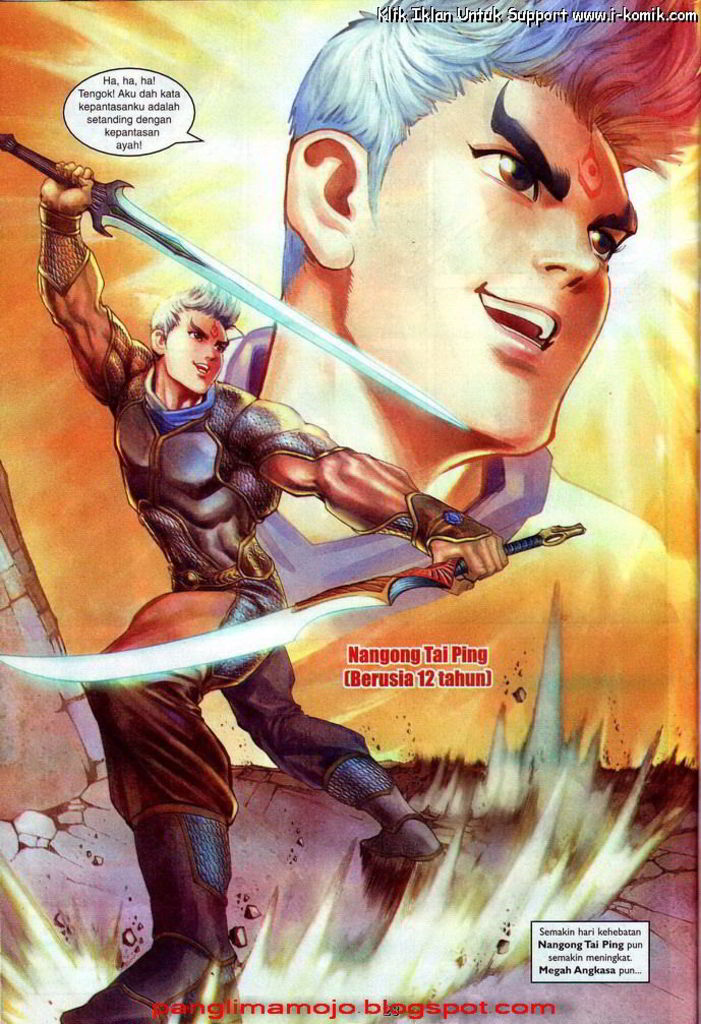 Klik Iklan Untuk Support www.i-komik.com
Ha, ha, ha!
Tengok! Aku dah kata
kepantasanku adalah
setanding dengan
kepantasan
ayah!
Nangong Tai Ping
(Berusia 12 tahun)
Semakin hari kehebatan
Nangong Tai Ping pun
semakin meningkat.
Megah Angkasa pun...
panglimamojo.blogspot.com